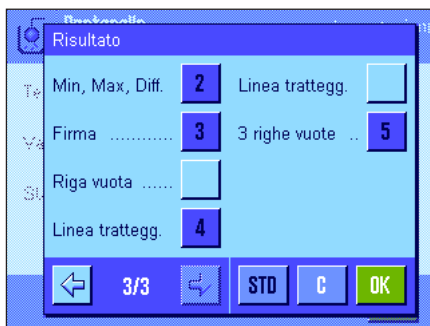 Risultato
Min, Max, Diff. 2
Firma ............ 3
Riga vuota ......
Linea trattegg. 4
Linea trattegg.
3 righe vuote .. 5
3/3
STD
C
OK